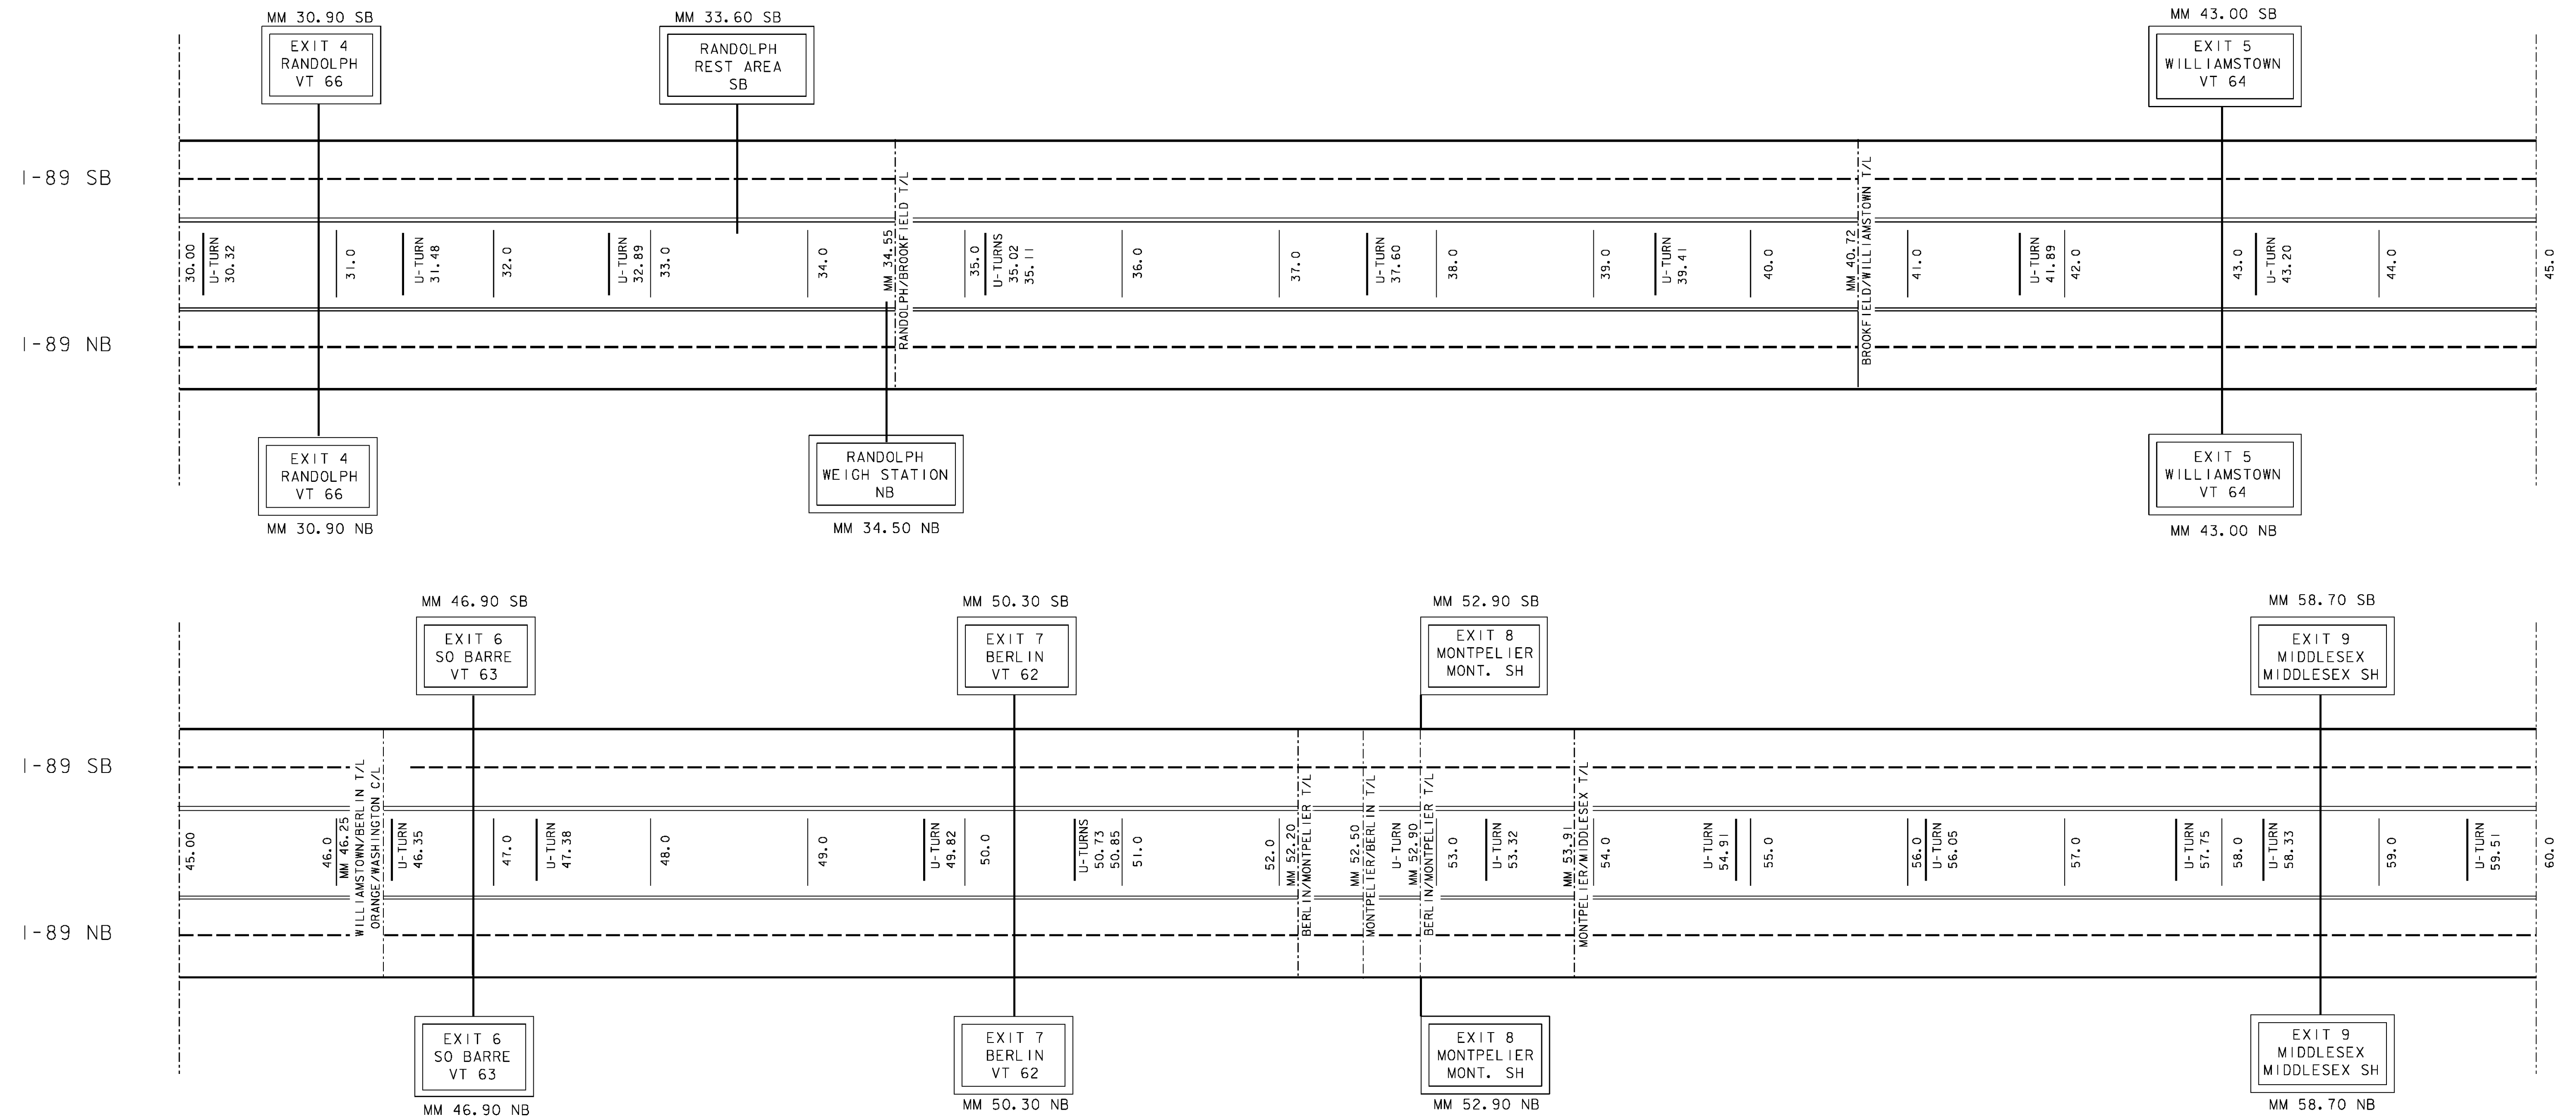 MM 30.90 SB
EXIT 4
RANDOLPH
VT 66
MM 33.60 SB
RANDOLPH
REST AREA
SB
MM 43.00 SB
EXIT 5
WILLIAMSTOWN
VT 64
I-89 SB
30.00
U-TURN
30.32
31.0
U-TURN
31.48
32.0
U-TURN
32.89
33.0
34.0
MM 34.55
RANDOLPH/BROOKFIELD T/L
35.0
U-TURNS
35.02
35.11
36.0
37.0
U-TURN
37.60
38.0
39.0
U-TURN
39.41
40.0
MM 40.72
BROOKFIELD/WILLIAMSTOWN T/L
41.0
U-TURN
41.89
42.0
43.0
U-TURN
43.20
44.0
45.0
I-89 NB
EXIT 4
RANDOLPH
VT 66
MM 30.90 NB
RANDOLPH
WEIGH STATION
NB
MM 34.50 NB
EXIT 5
WILLIAMSTOWN
VT 64
MM 43.00 NB
MM 46.90 SB
EXIT 6
SO BARRE
VT 63
MM 50.30 SB
EXIT 7
BERLIN
VT 62
MM 52.90 SB
EXIT 8
MONTPELIER
MONT. SH
MM 58.70 SB
EXIT 9
MIDDLESEX
MIDDLESEX SH
I-89 SB
45.00
46.0
MM 46.25
WILLIAMSTOWN/BERLIN T/L
ORANGE/WASHINGTON C/L
U-TURN
46.35
47.0
U-TURN
47.38
48.0
49.0
U-TURN
49.82
50.0
U-TURNS
50.73
50.85
51.0
52.0
MM 52.20
BERLIN/MONTPELIER T/L
MM 52.50
MONTPELIER/BERLIN T/L
U-TURN
MM 52.90
BERLIN/MONTPELIER T/L
53.0
U-TURN
53.32
MM 53.91
MONTPELIER/MIDDLESEX T/L
54.0
U-TURN
54.91
55.0
56.0
U-TURN
56.05
57.0
U-TURN
57.75
58.0
U-TURN
58.33
59.0
U-TURN
59.51
60.0
I-89 NB
EXIT 6
SO BARRE
VT 63
MM 46.90 NB
EXIT 7
BERLIN
VT 62
MM 50.30 NB
EXIT 8
MONTPELIER
MONT. SH
MM 52.90 NB
EXIT 9
MIDDLESEX
MIDDLESEX SH
MM 58.70 NB